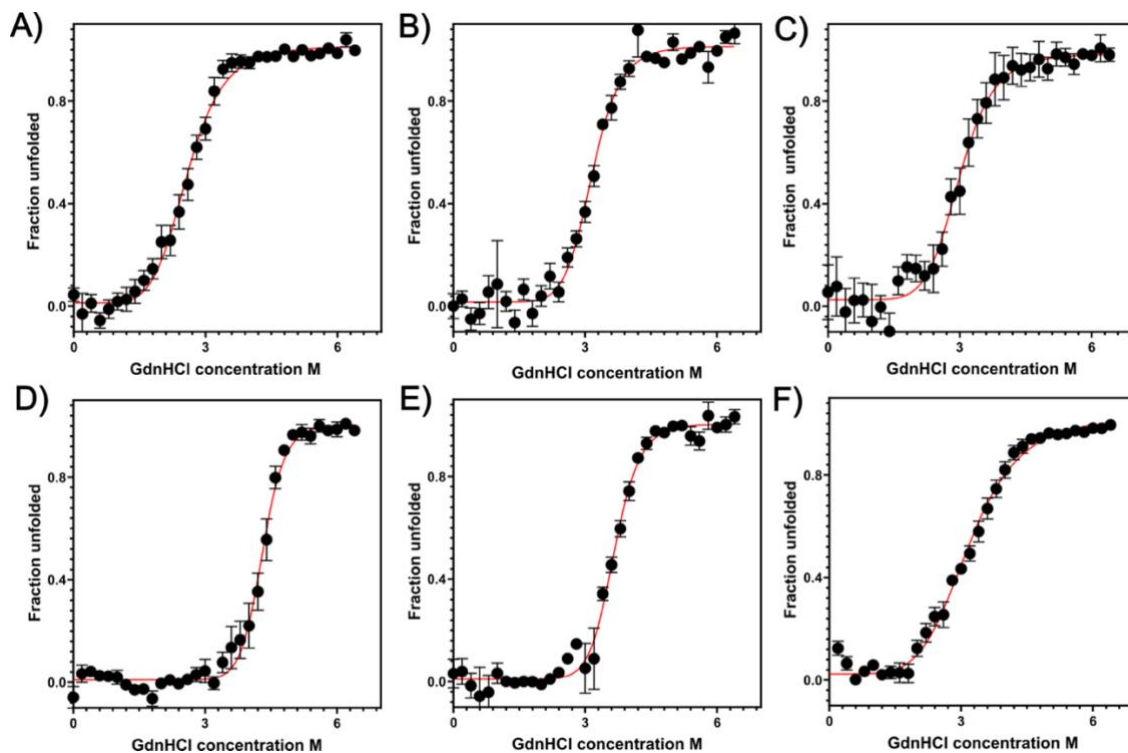 A) B) C)
Fraction unfolded Fraction unfolded Fraction unfolded
0.8 0.8 0.8
0.4 0.4 0.4
0.0 0.0 0.0
0 3 6 0 3 6 0 3 6
GdnHCl concentration M GdnHCl concentration M GdnHCl concentration M
D) E) F)
Fraction unfolded Fraction unfolded Fraction unfolded
0.8 0.8 0.8
0.4 0.4 0.4
0.0 0.0 0.0
0 3 6 0 3 6 0 3 6
GdnHCl concentration M GdnHCl concentration M GdnHCl concentration M